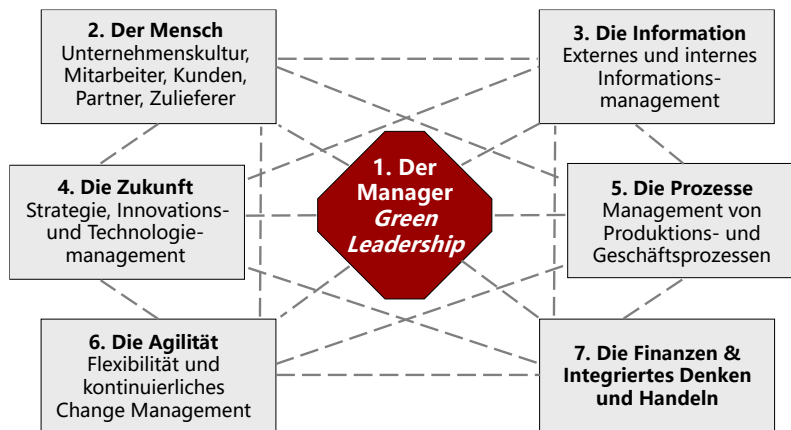 2. Der Mensch
Unternehmenskultur,
Mitarbeiter, Kunden,
Partner, Zulieferer
3. Die Information
Externes und internes
Informations-
management
1. Der
Manager
Green
Leadership
4. Die Zukunft
Strategie, Innovations-
und Technologie-
management
5. Die Prozesse
Management von
Produktions- und
Geschäftsprozessen
6. Die Agilität
Flexibilität und
kontinuierliches
Change Management
7. Die Finanzen &
Integriertes Denken
und Handeln